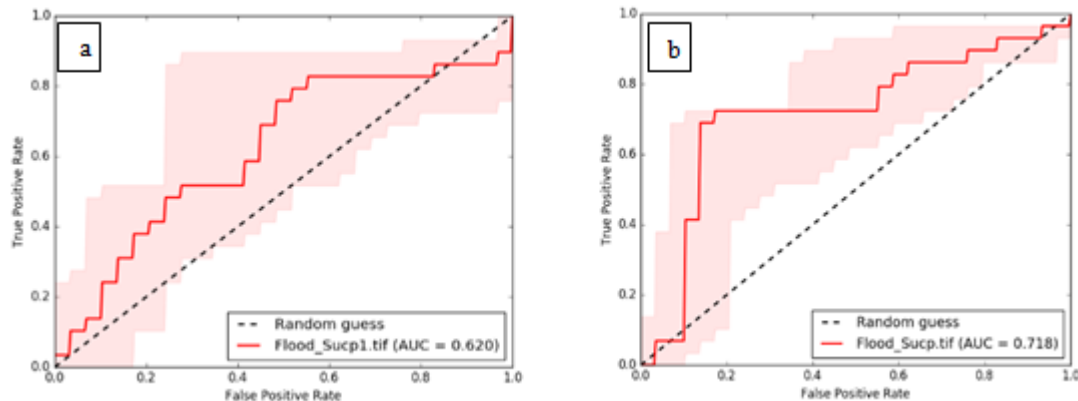 a
1.0
0.8
0.6
0.4
0.2
0.0
True Positive Rate
0.0 0.2 0.4 0.6 0.8 1.0
False Positive Rate
Random guess
Flood_Sucp1.tif (AUC = 0.620)
b
1.0
0.8
0.6
0.4
0.2
0.0
True Positive Rate
0.0 0.2 0.4 0.6 0.8 1.0
False Positive Rate
Random guess
Flood_Sucp.tif (AUC = 0.718)